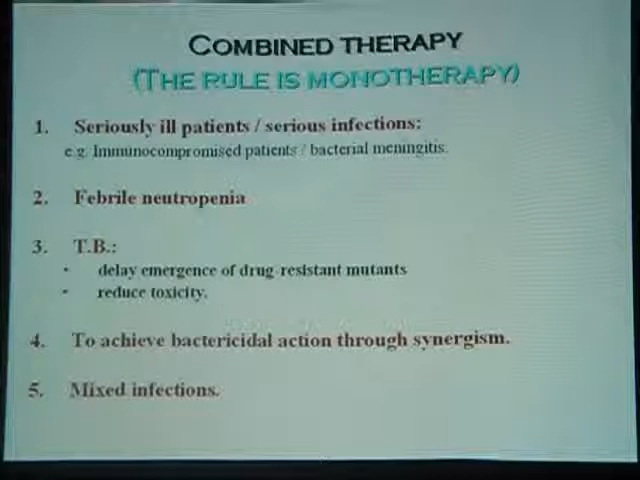 COMBINED THERAPY
(THE RULE IS MONOTHERAPY)
1. Seriously ill patients / serious infections:
e.g. Immunocompromised patients / bacterial meningitis.
2. Febrile neutropenia
3. T.B.:
• delay emergence of drug-resistant mutants
• reduce toxicity.
4. To achieve bactericidal action through synergism.
5. Mixed infections.